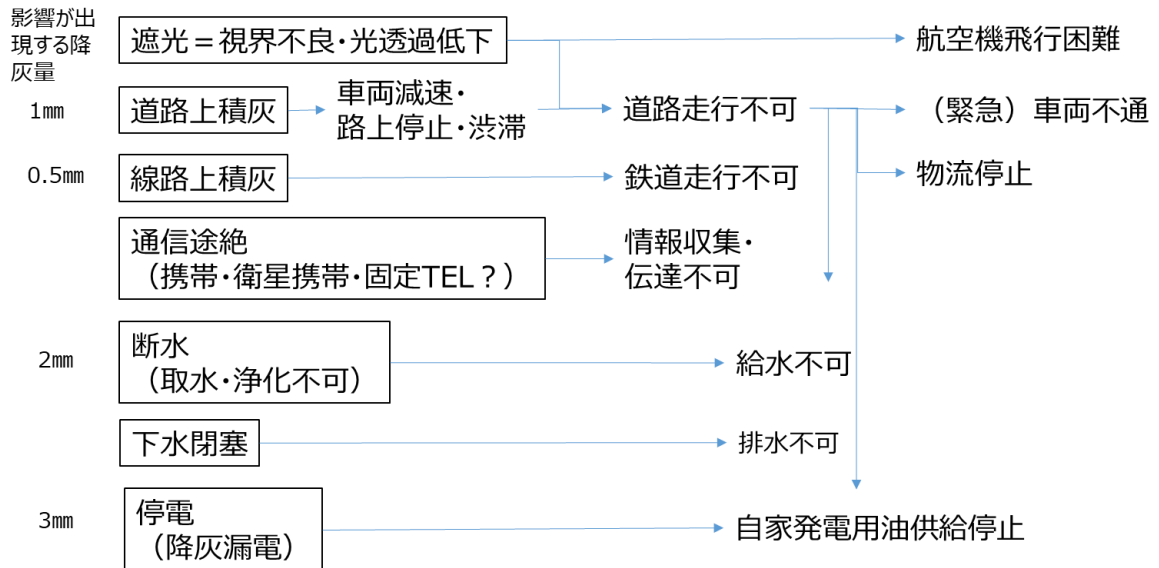 影響が出
現する降
灰量
遮光＝視界不良・光透過低下
航空機飛行困難
1㎜
道路上積灰
車両減速・
路上停止・渋滞
道路走行不可
（緊急）車両不通
0.5㎜
線路上積灰
鉄道走行不可
物流停止
通信途絶
（携帯・衛星携帯・固定TEL？）
情報収集・
伝達不可
2㎜
断水
（取水・浄化不可）
給水不可
下水閉塞
排水不可
3㎜
停電
（降灰漏電）
自家発電用油供給停止